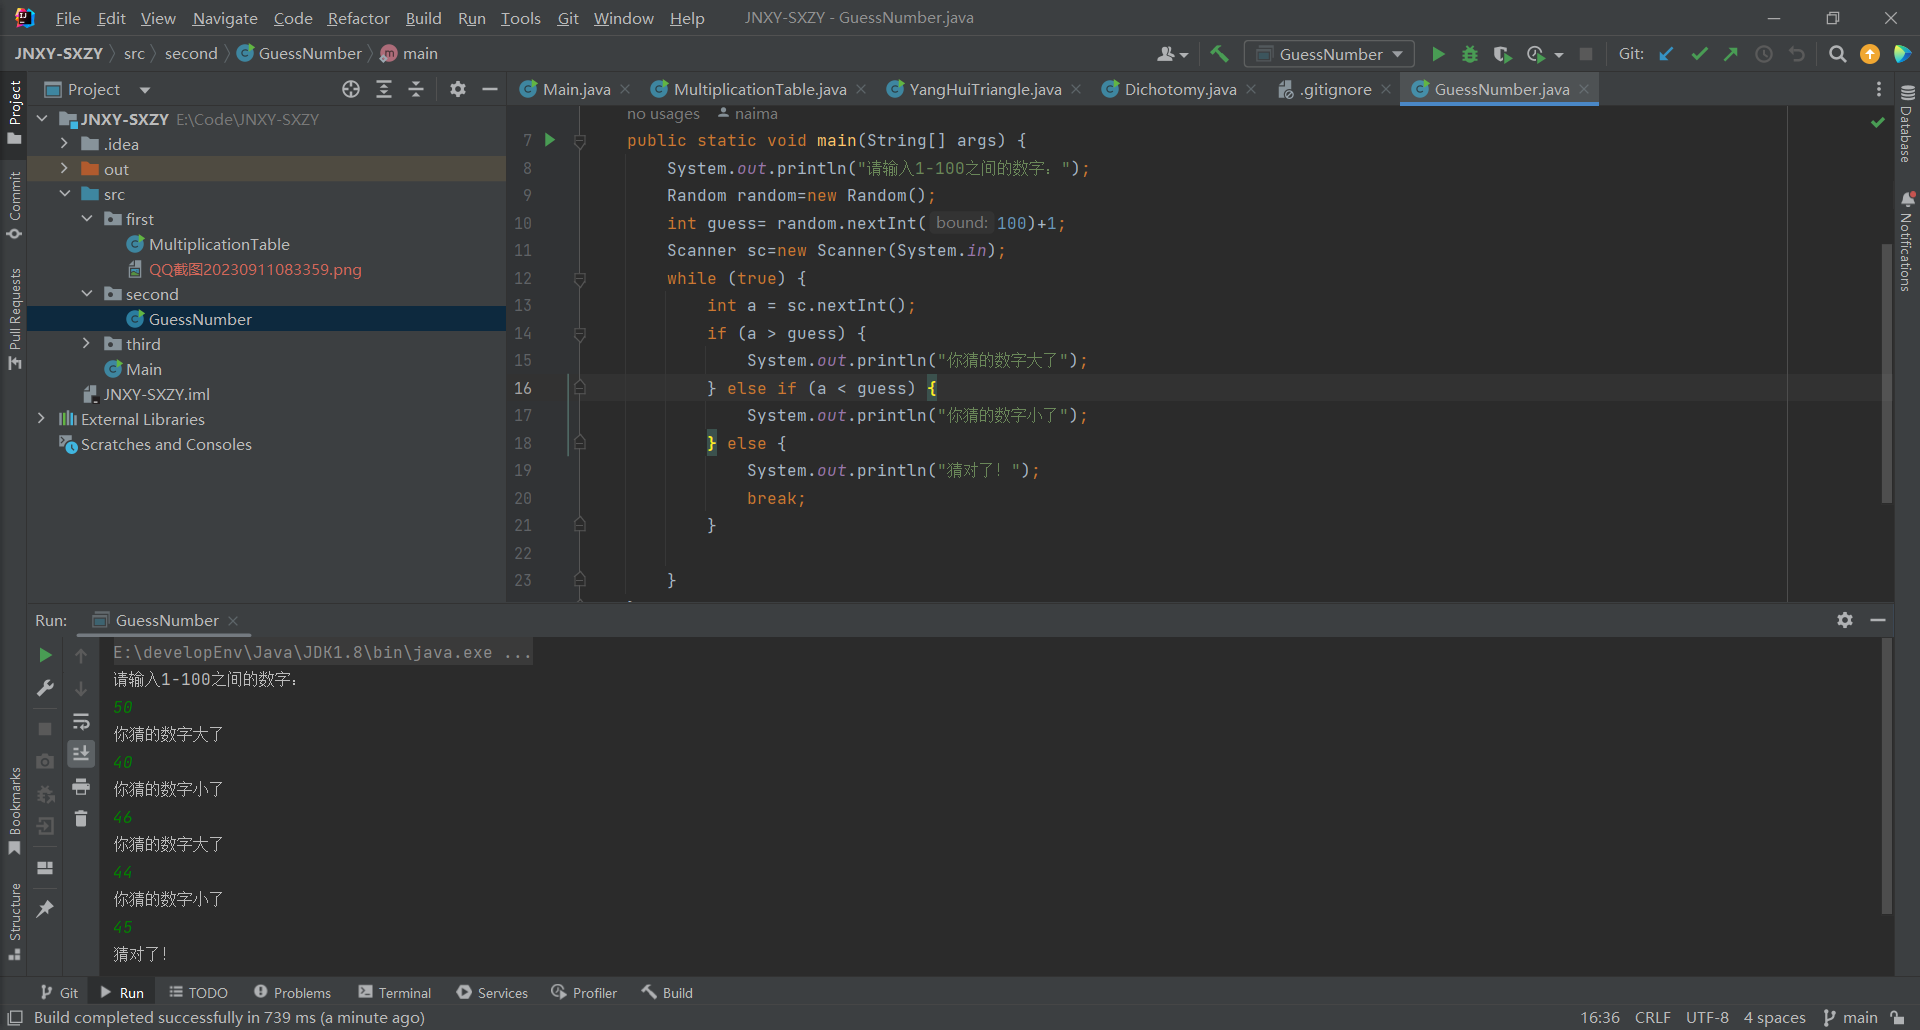 File Edit View Navigate Code Refactor Build Run Tools Git Window Help JNXY-SXZY - GuessNumber.java
JNXY-SXZY src second GuessNumber main
GuessNumber
Git:
Project
JNXY-SXZY E:\Code\JNXY-SXZY
.idea
out
src
first
MultiplicationTable
QQ截图20230911083359.png
second
GuessNumber
third
Main
JNXY-SXZY.iml
External Libraries
Scratches and Consoles
Project
Commit
Pull Requests
Bookmarks
Structure
Main.java MultiplicationTable.java YangHuiTriangle.java Dichotomy.java .gitignore GuessNumber.java
no usages naima
7 public static void main(String[] args) {
8 System.out.println("请输入1-100之间的数字：");
9 Random random=new Random();
10 int guess= random.nextInt( bound: 100)+1;
11 Scanner sc=new Scanner(System.in);
12 while (true) {
13 int a = sc.nextInt();
14 if (a > guess) {
15 System.out.println("你猜的数字大了");
16 } else if (a < guess) {
17 System.out.println("你猜的数字小了");
18 } else {
19 System.out.println("猜对了！");
20 break;
21 }
22
23 }
Database
Notifications
Run: GuessNumber
E:\developEnv\Java\JDK1.8\bin\java.exe ...
请输入1-100之间的数字：
50
你猜的数字大了
40
你猜的数字小了
46
你猜的数字大了
44
你猜的数字小了
45
猜对了！
Git Run TODO Problems Terminal Services Profiler Build
Build completed successfully in 739 ms (a minute ago)
16:36 CRLF UTF-8 4 spaces main